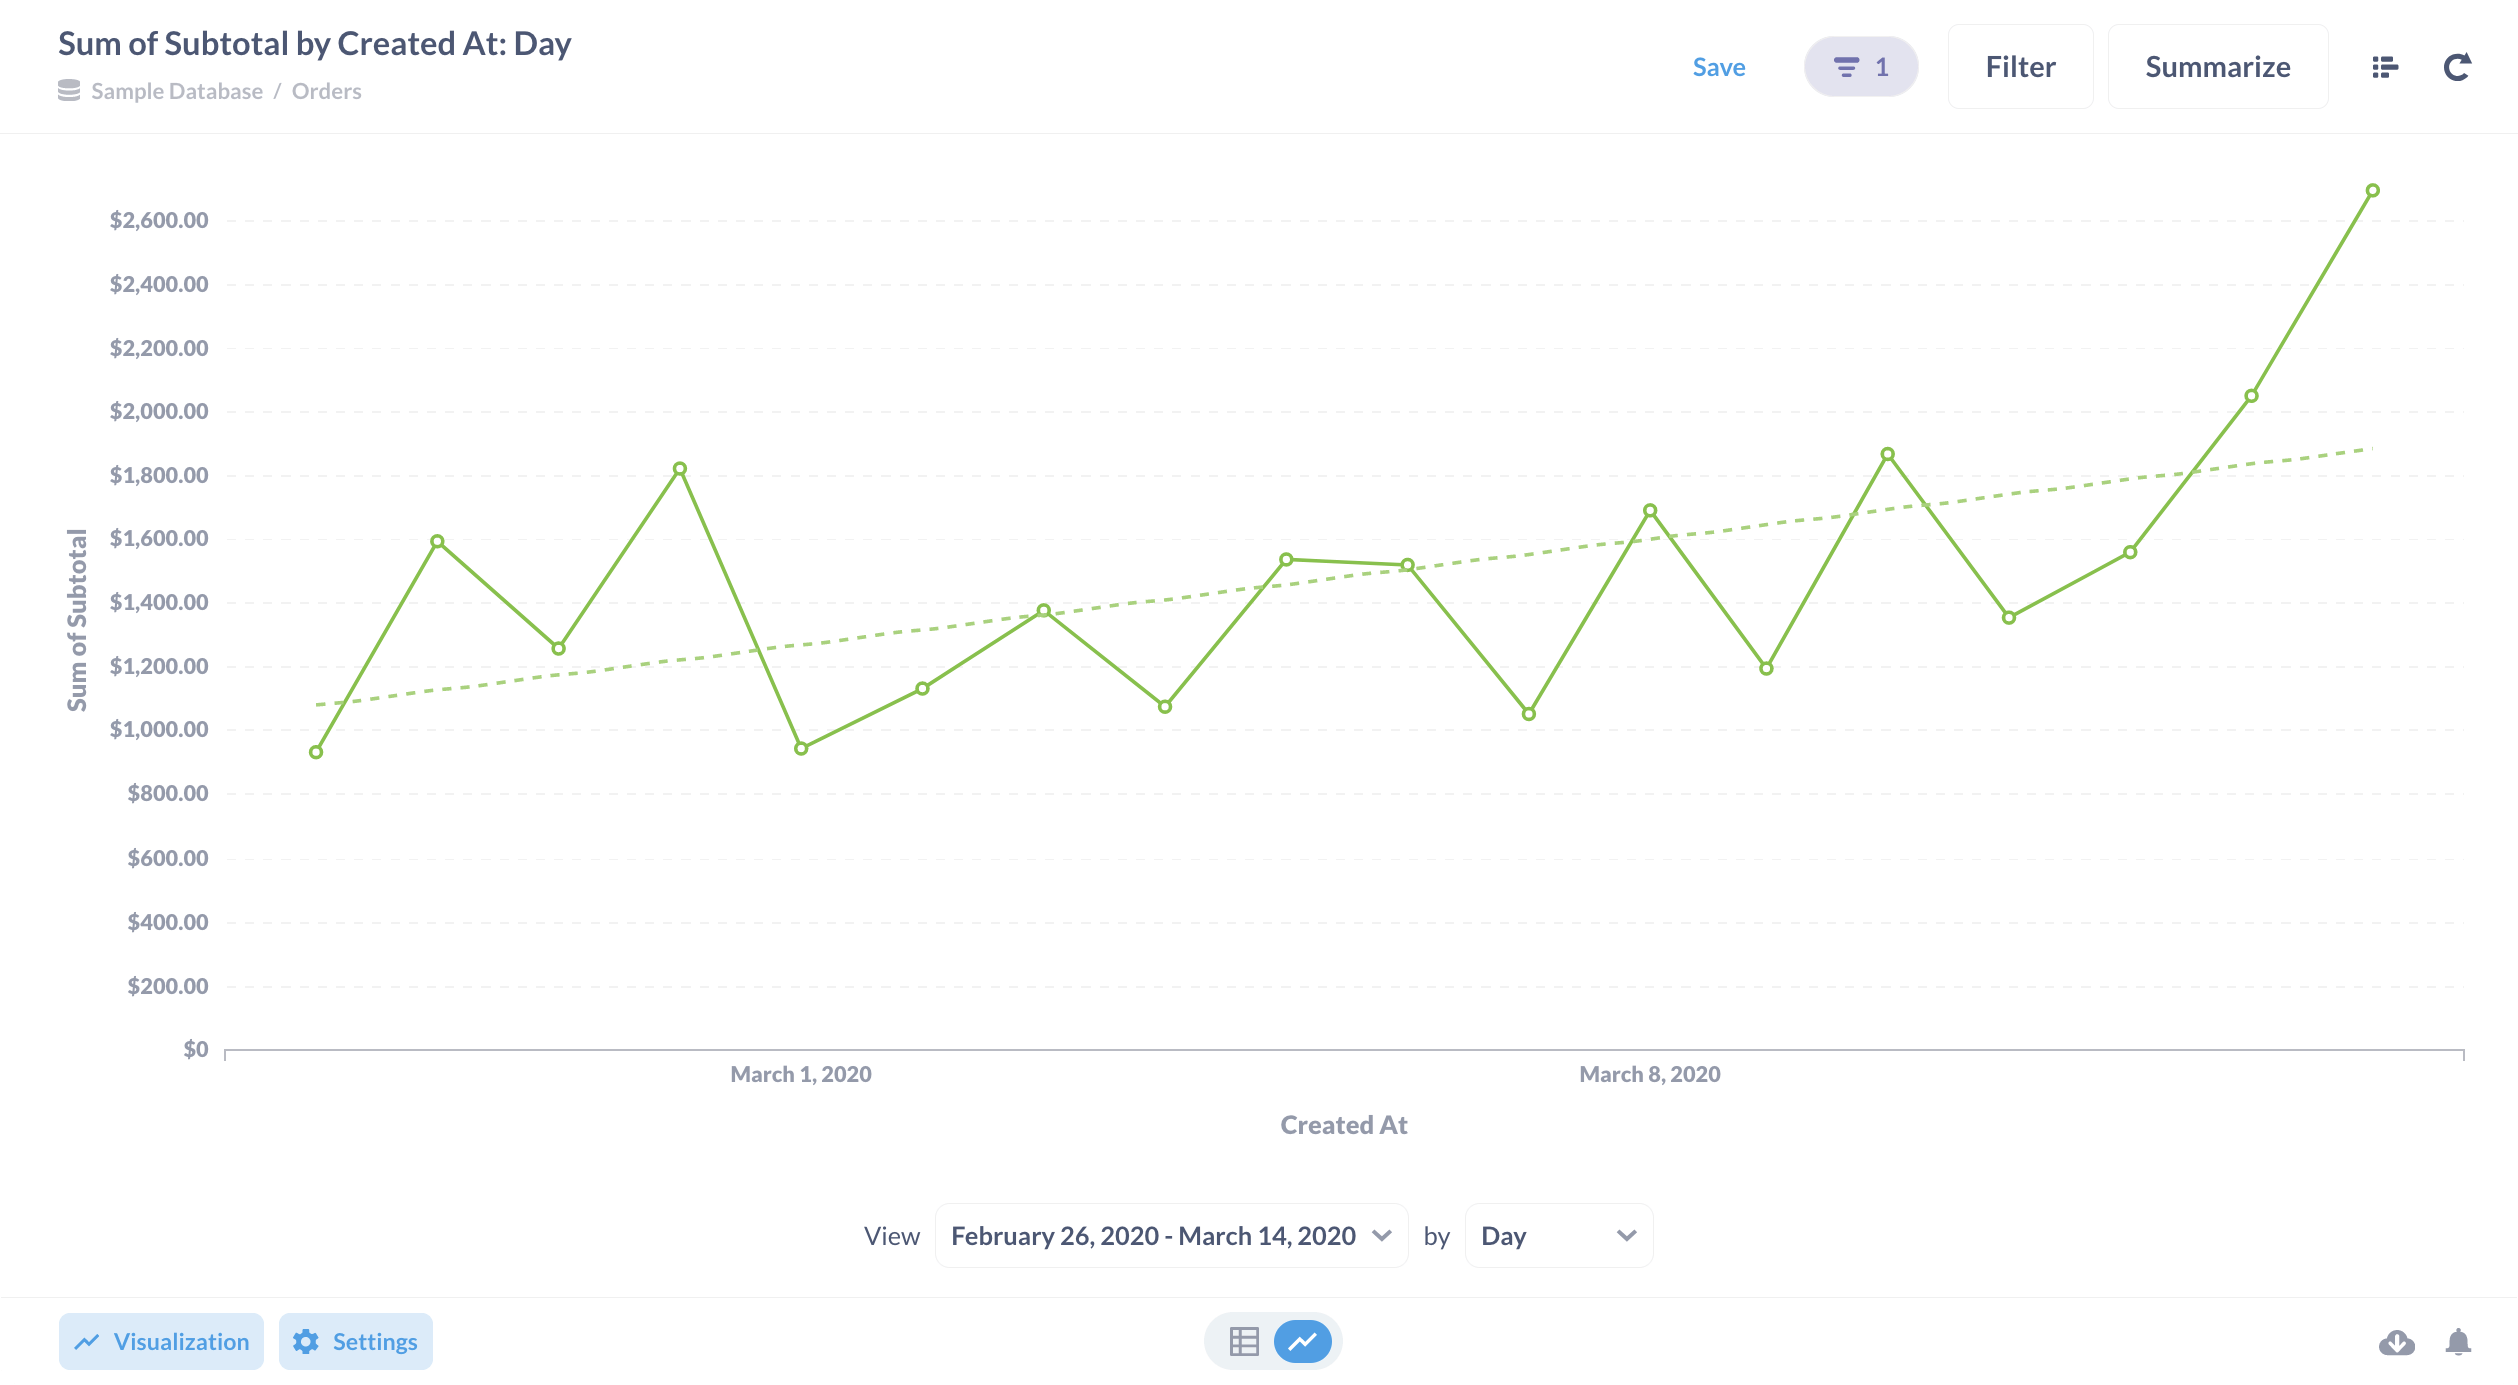 Sum of Subtotal by Created At: Day
Sample Database / Orders
Save
1
Filter
Summarize
$2,600.00
$2,400.00
$2,200.00
$2,000.00
$1,800.00
$1,600.00
$1,400.00
$1,200.00
$1,000.00
$800.00
$600.00
$400.00
$200.00
$0
Sum of Subtotal
March 1, 2020
March 8, 2020
Created At
View February 26, 2020 - March 14, 2020 by Day
Visualization
Settings